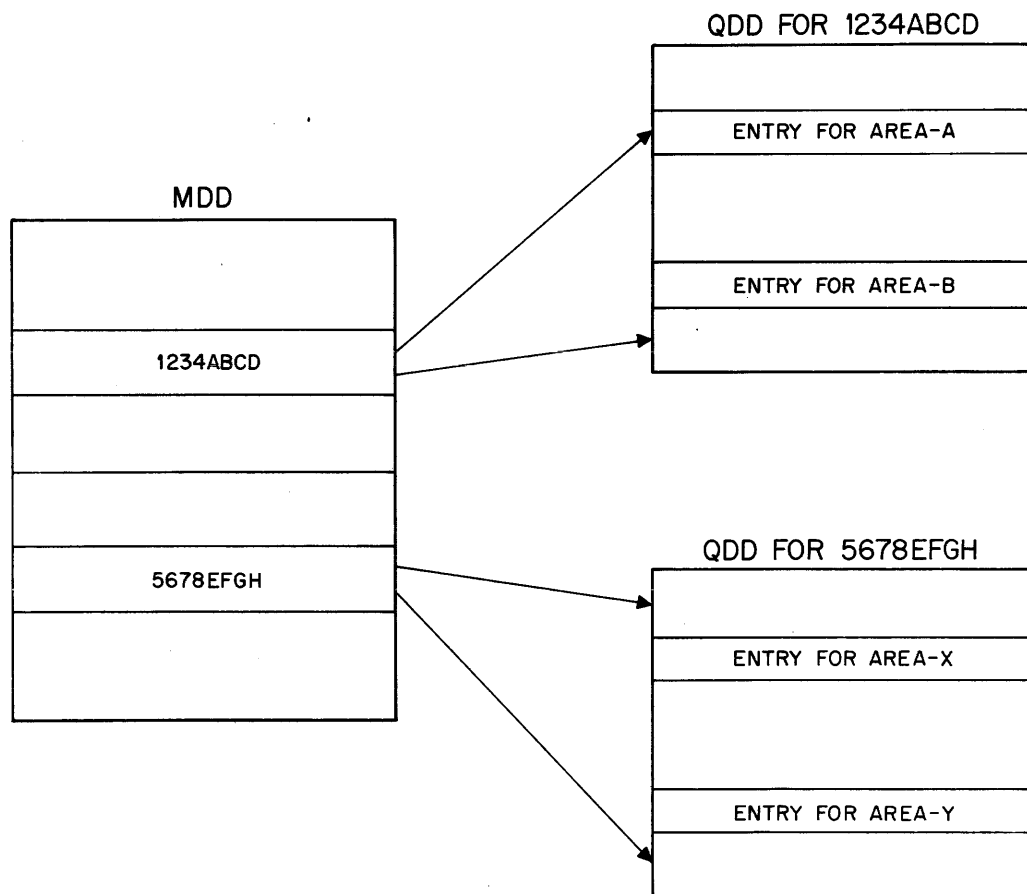 QDD FOR 1234ABCD
ENTRY FOR AREA-A
ENTRY FOR AREA-B
MDD
1234ABCD
5678EFGH
QDD FOR 5678EFGH
ENTRY FOR AREA-X
ENTRY FOR AREA-Y